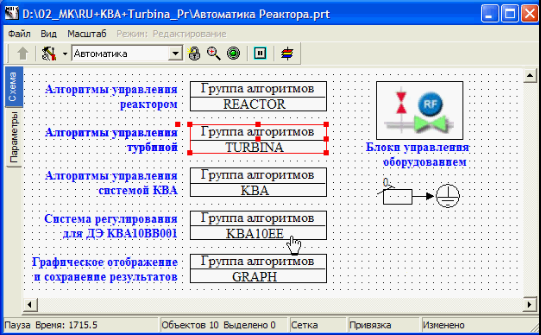 D:\02_MK\RU+KBA+Turbina_Pr\Автоматика Реактора.prt
Файл Вид Масштаб Режим: Редактирование
Автоматика
Схема
Параметры
Алгоритмы управления
реактором
Группа алгоритмов
REACTOR
Алгоритмы управления
турбиной
Группа алгоритмов
TURBINA
Алгоритмы управления
системой КВА
Группа алгоритмов
KBA
Система регулирования
для ДЭ KBA10BB001
Группа алгоритмов
KBA10EE
Графическое отображение
и сохранение результатов
Группа алгоритмов
GRAPH
RF
Блоки управления
оборудованием
0
Пауза Время: 1715.5 Объектов 10 Выделено 0 Сетка Привязка Изменено